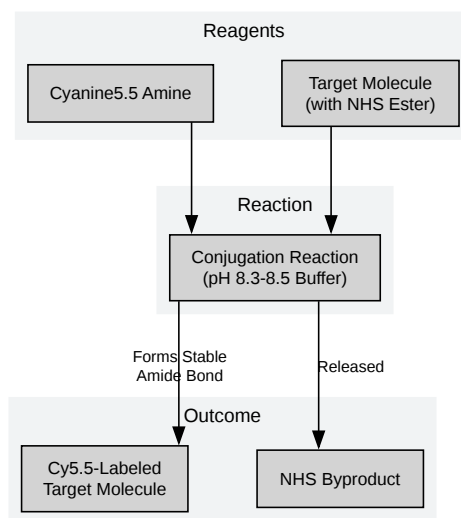 Reagents
Cyanine5.5 Amine
Target Molecule
(with NHS Ester)
Reaction
Conjugation Reaction
(pH 8.3-8.5 Buffer)
Forms Stable
Amide Bond
Released
Outcome
Cy5.5-Labeled
Target Molecule
NHS Byproduct